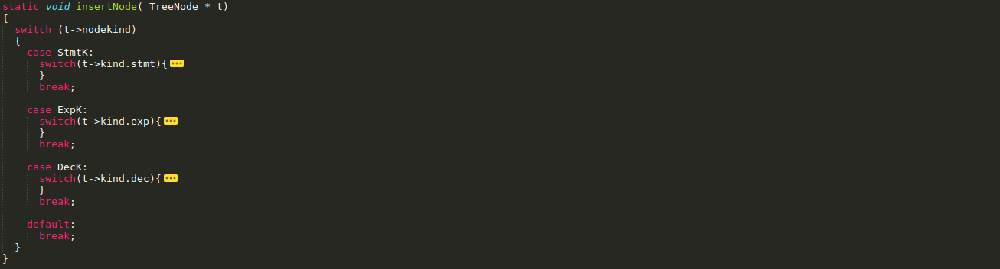 static void insertNode( TreeNode * t)
{
  switch (t->nodekind)
  {
    case StmtK:
      switch(t->kind.stmt){
      }
      break;

    case ExpK:
      switch(t->kind.exp){
      }
      break;

    case DecK:
      switch(t->kind.dec){
      }
      break;

    default:
      break;
  }
}